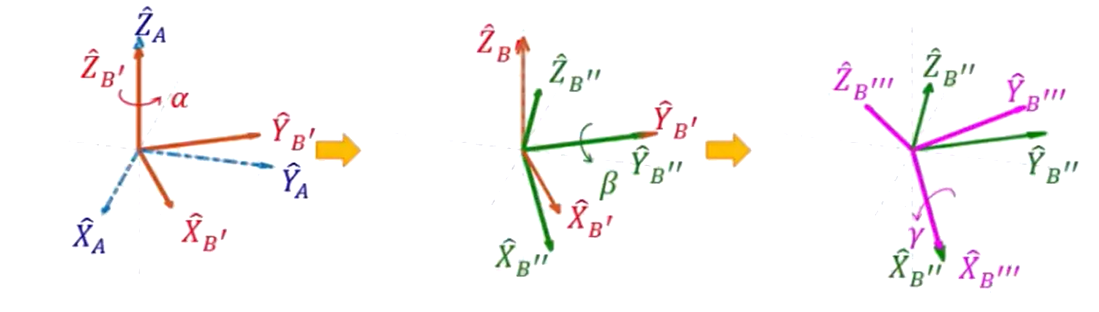 Ẑ_A
Ẑ_B′
α
Ŷ_B′
Ŷ_A
X̂_A
X̂_B′
Ẑ_B′
Ẑ_B″
Ŷ_B′
Ŷ_B″
β
X̂_B′
X̂_B″
Ẑ_B‴
Ẑ_B″
Ŷ_B‴
Ŷ_B″
γ
X̂_B″
X̂_B‴